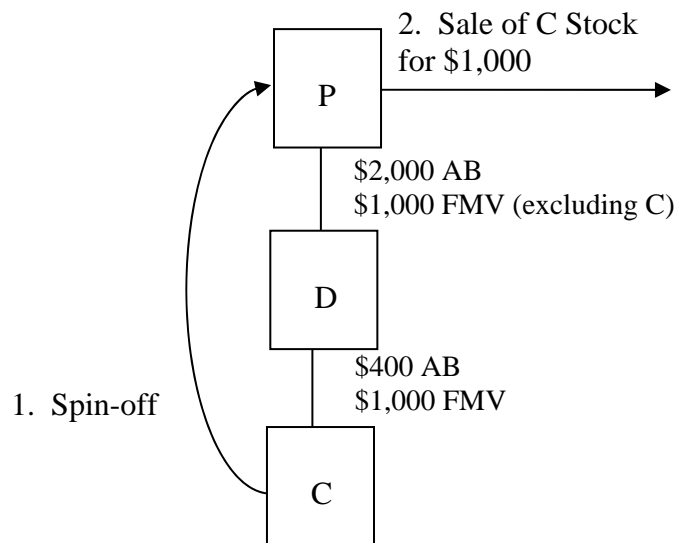 2. Sale of C Stock
for $1,000
P
$2,000 AB
$1,000 FMV (excluding C)
D
$400 AB
$1,000 FMV
1. Spin-off
C